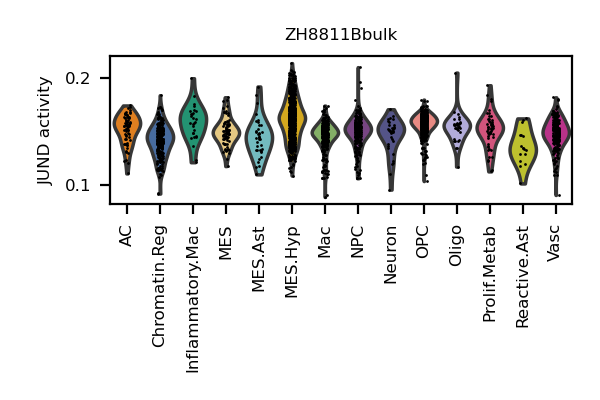 ZH8811Bbulk
JUND activity
0.2
0.1
AC
Chromatin.Reg
Inflammatory.Mac
MES
MES.Ast
MES.Hyp
Mac
NPC
Neuron
OPC
Oligo
Prolif.Metab
Reactive.Ast
Vasc